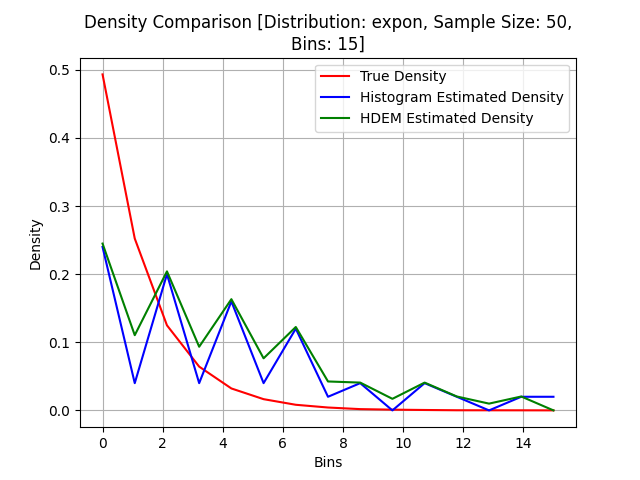 Density Comparison [Distribution: expon, Sample Size: 50,
Bins: 15]
True Density
Histogram Estimated Density
HDEM Estimated Density
Density
0.5
0.4
0.3
0.2
0.1
0.0
0 2 4 6 8 10 12 14
Bins